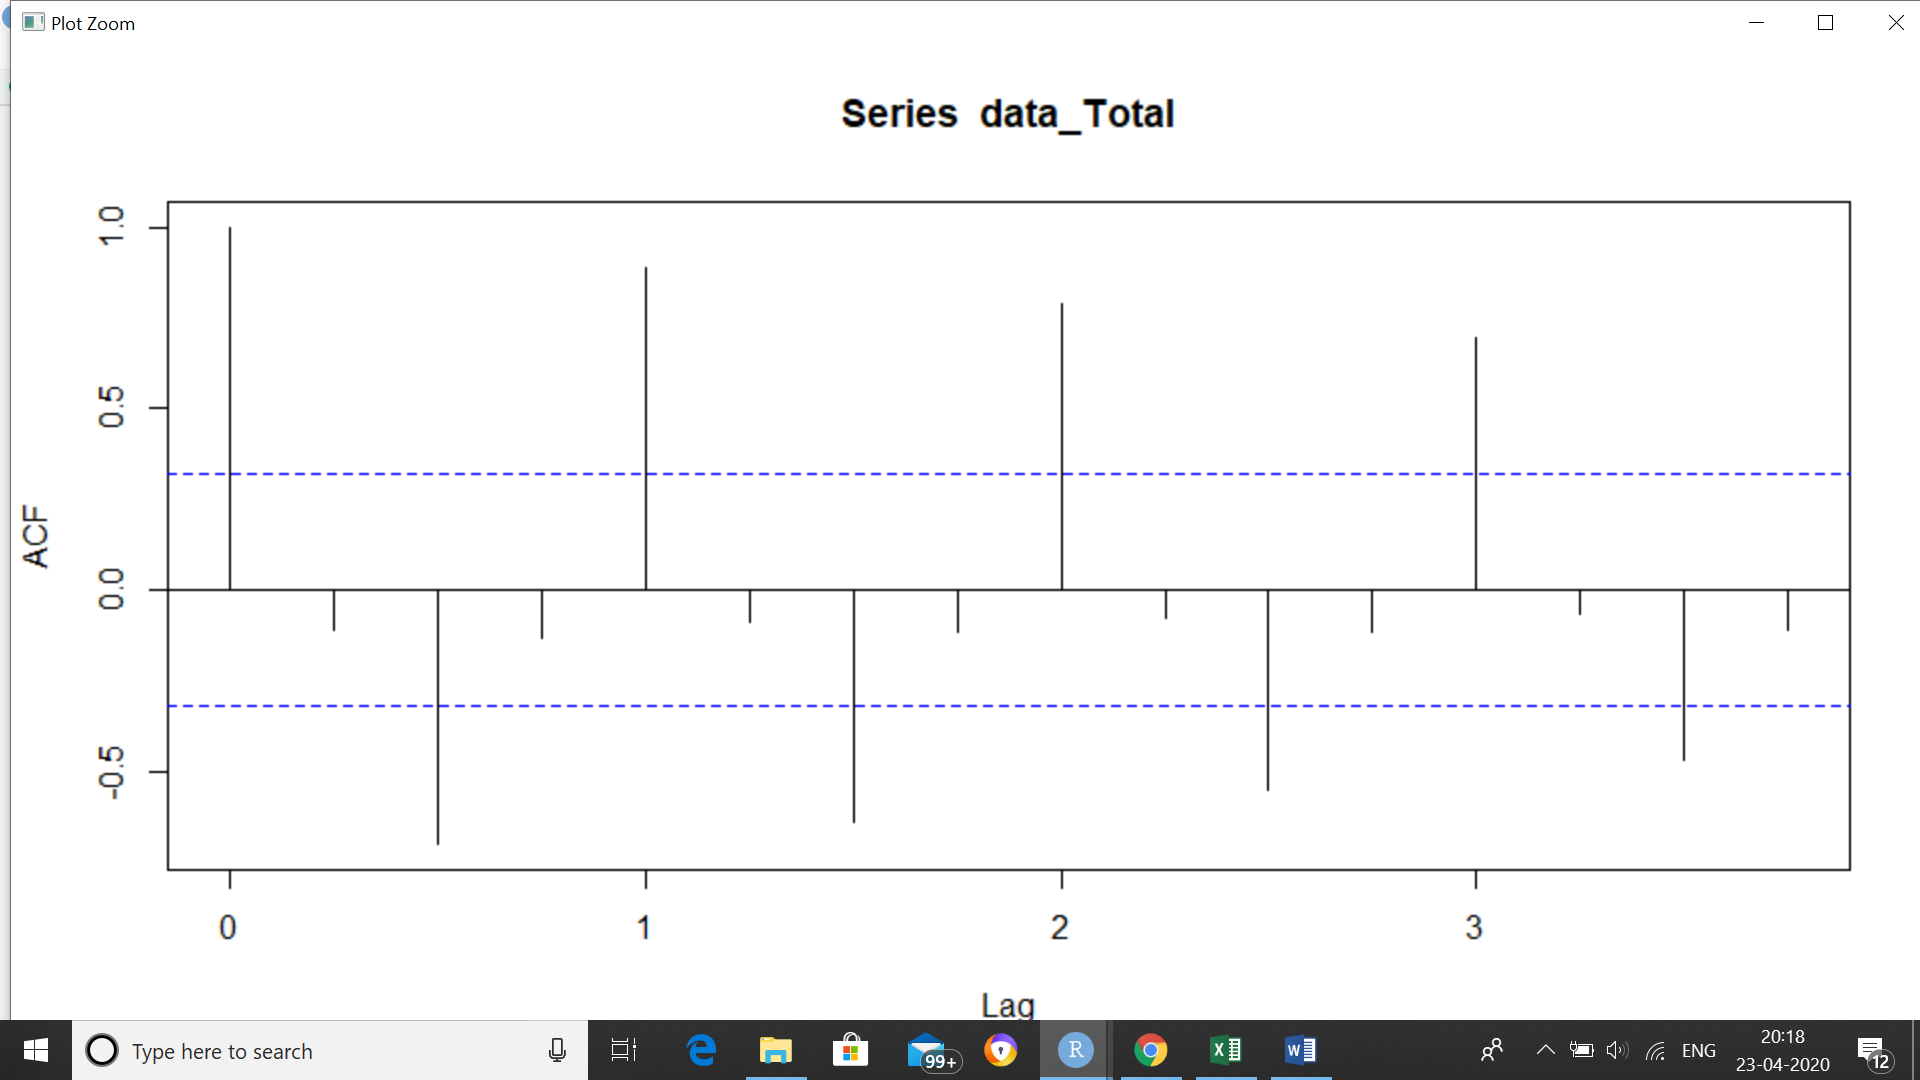 Plot Zoom
Series data_Total
1.0
0.5
0.0
-0.5
ACF
0
1
2
3
Lag
Type here to search
99+
R
ENG
20:18
23-04-2020
12